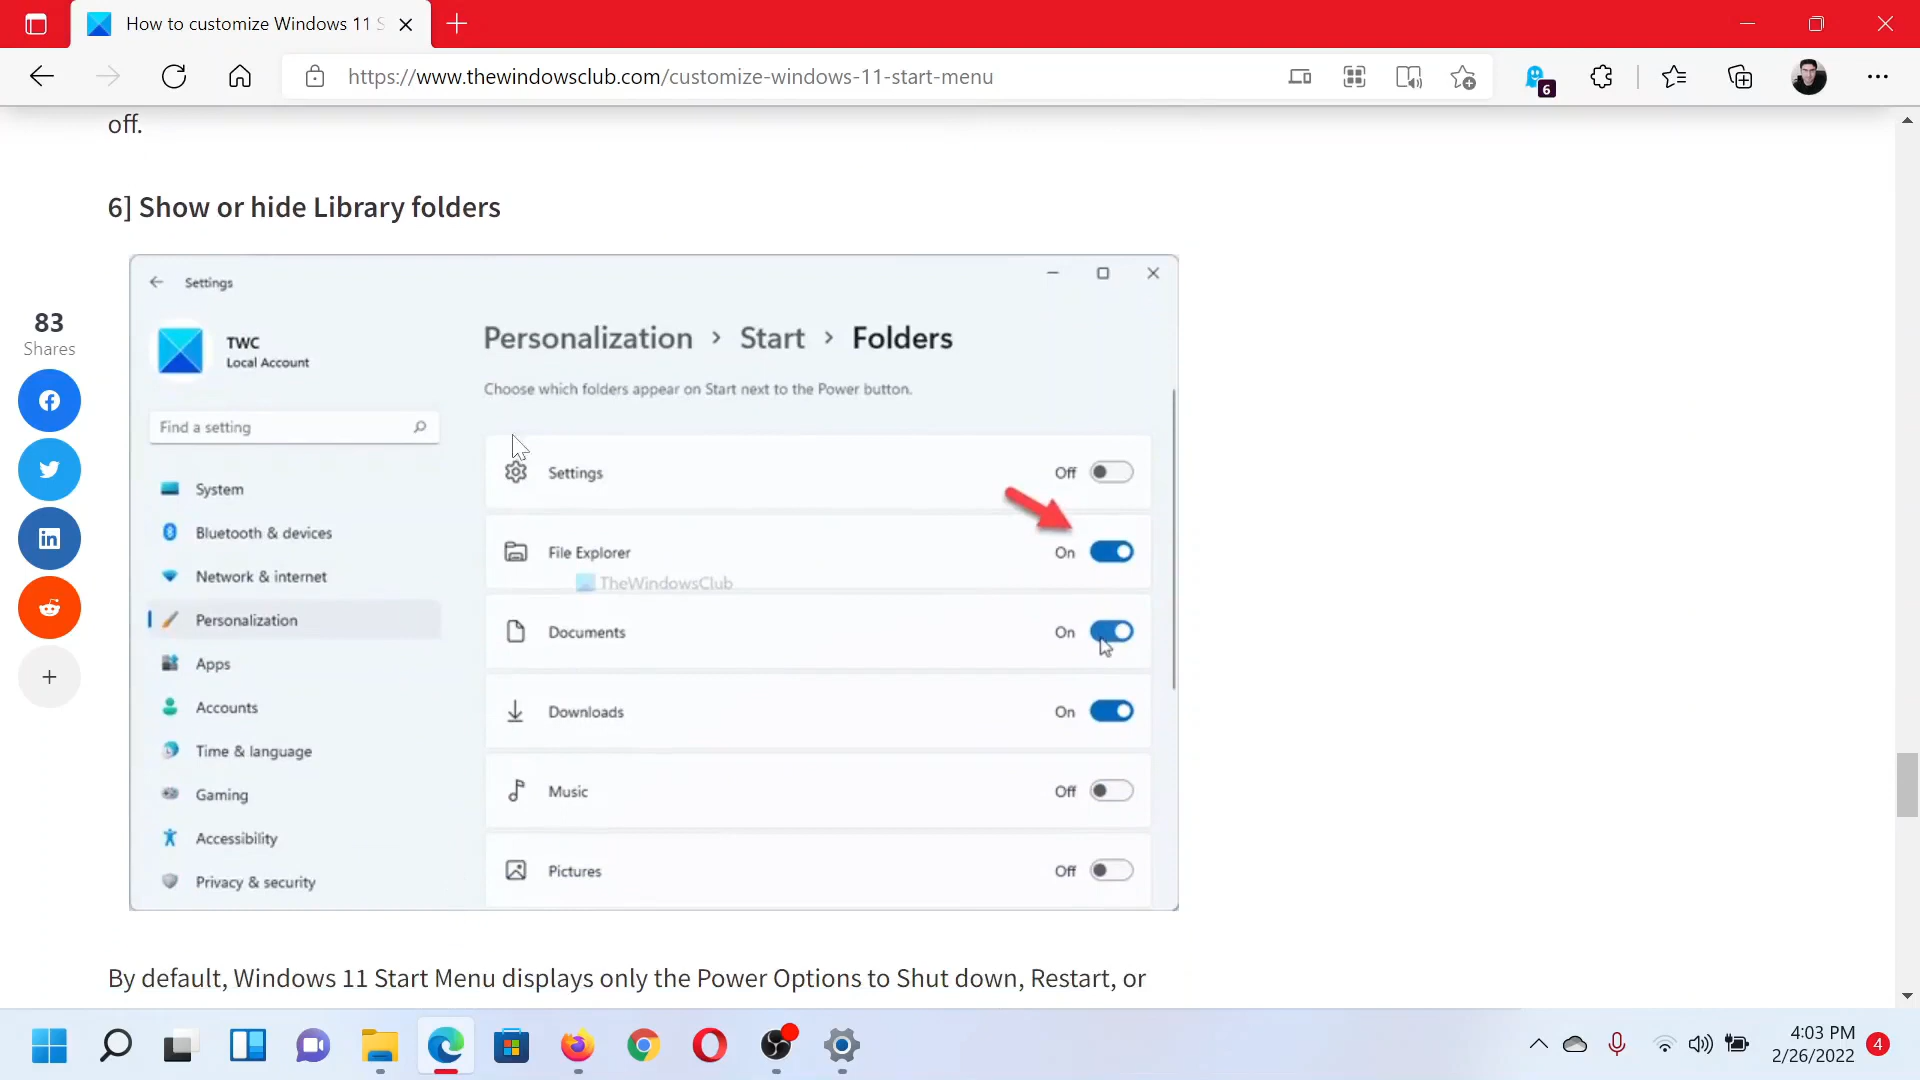 How to customize Windows 11 S
https://www.thewindowsclub.com/customize-windows-11-start-menu
6
off.
6] Show or hide Library folders
83
Shares
Settings
TWC
Local Account
Find a setting
System
Bluetooth & devices
Network & internet
Personalization
Apps
Accounts
Time & language
Gaming
Accessibility
Privacy & security
Personalization > Start > Folders
Choose which folders appear on Start next to the Power button.
Settings Off
File Explorer On
TheWindowsClub
Documents On
Downloads On
Music Off
Pictures Off
By default, Windows 11 Start Menu displays only the Power Options to Shut down, Restart, or
4:03 PM
2/26/2022
4